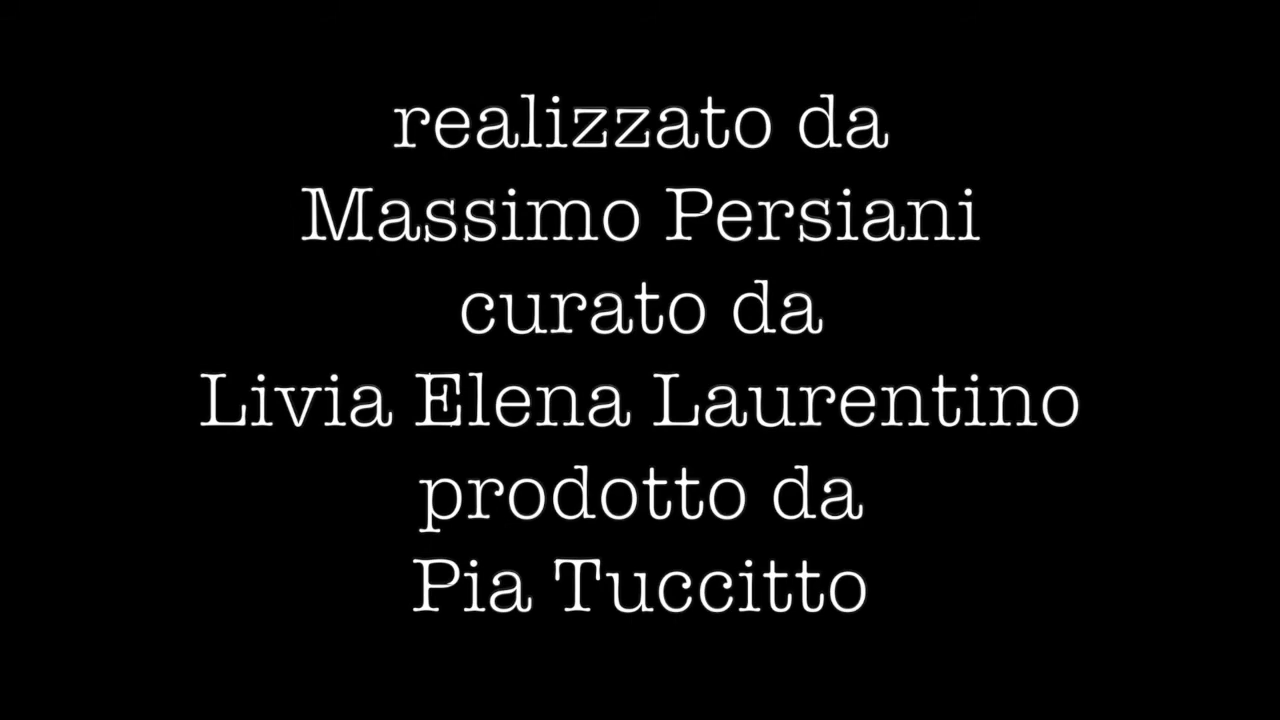 realizzato da
Massimo Persiani
curato da
Livia Elena Laurentino
prodotto da
Pia Tuccitto